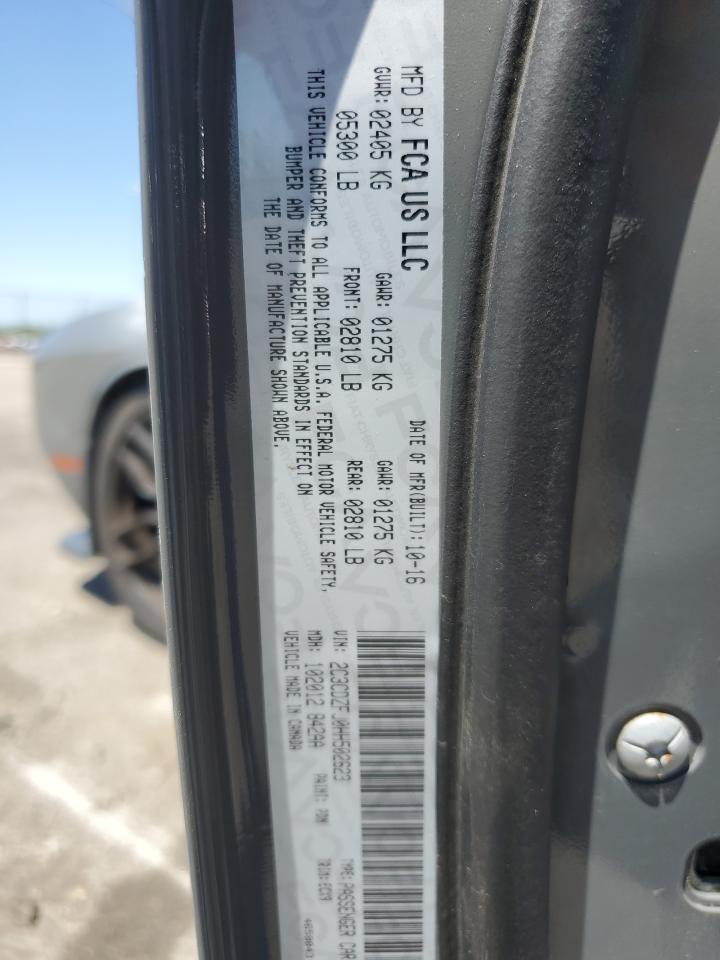 MFD BY FCA US LLC DATE OF MFR(BUILT): 10-16
GVWR: 02405 KG GAWR: 01275 KG GAWR: 01275 KG
05300 LB FRONT: 02810 LB REAR: 02810 LB
THIS VEHICLE CONFORMS TO ALL APPLICABLE U.S.A. FEDERAL MOTOR VEHICLE SAFETY,
BUMPER AND THEFT PREVENTION STANDARDS IN EFFECT ON
THE DATE OF MANUFACTURE SHOWN ABOVE.
VIN: 2C3CDZFJ0HH502623 TYPE: PASSENGER CAR
MDH: 102012 842AA PAINT: PDN TRIM: EC19
VEHICLE MADE IN CANADA